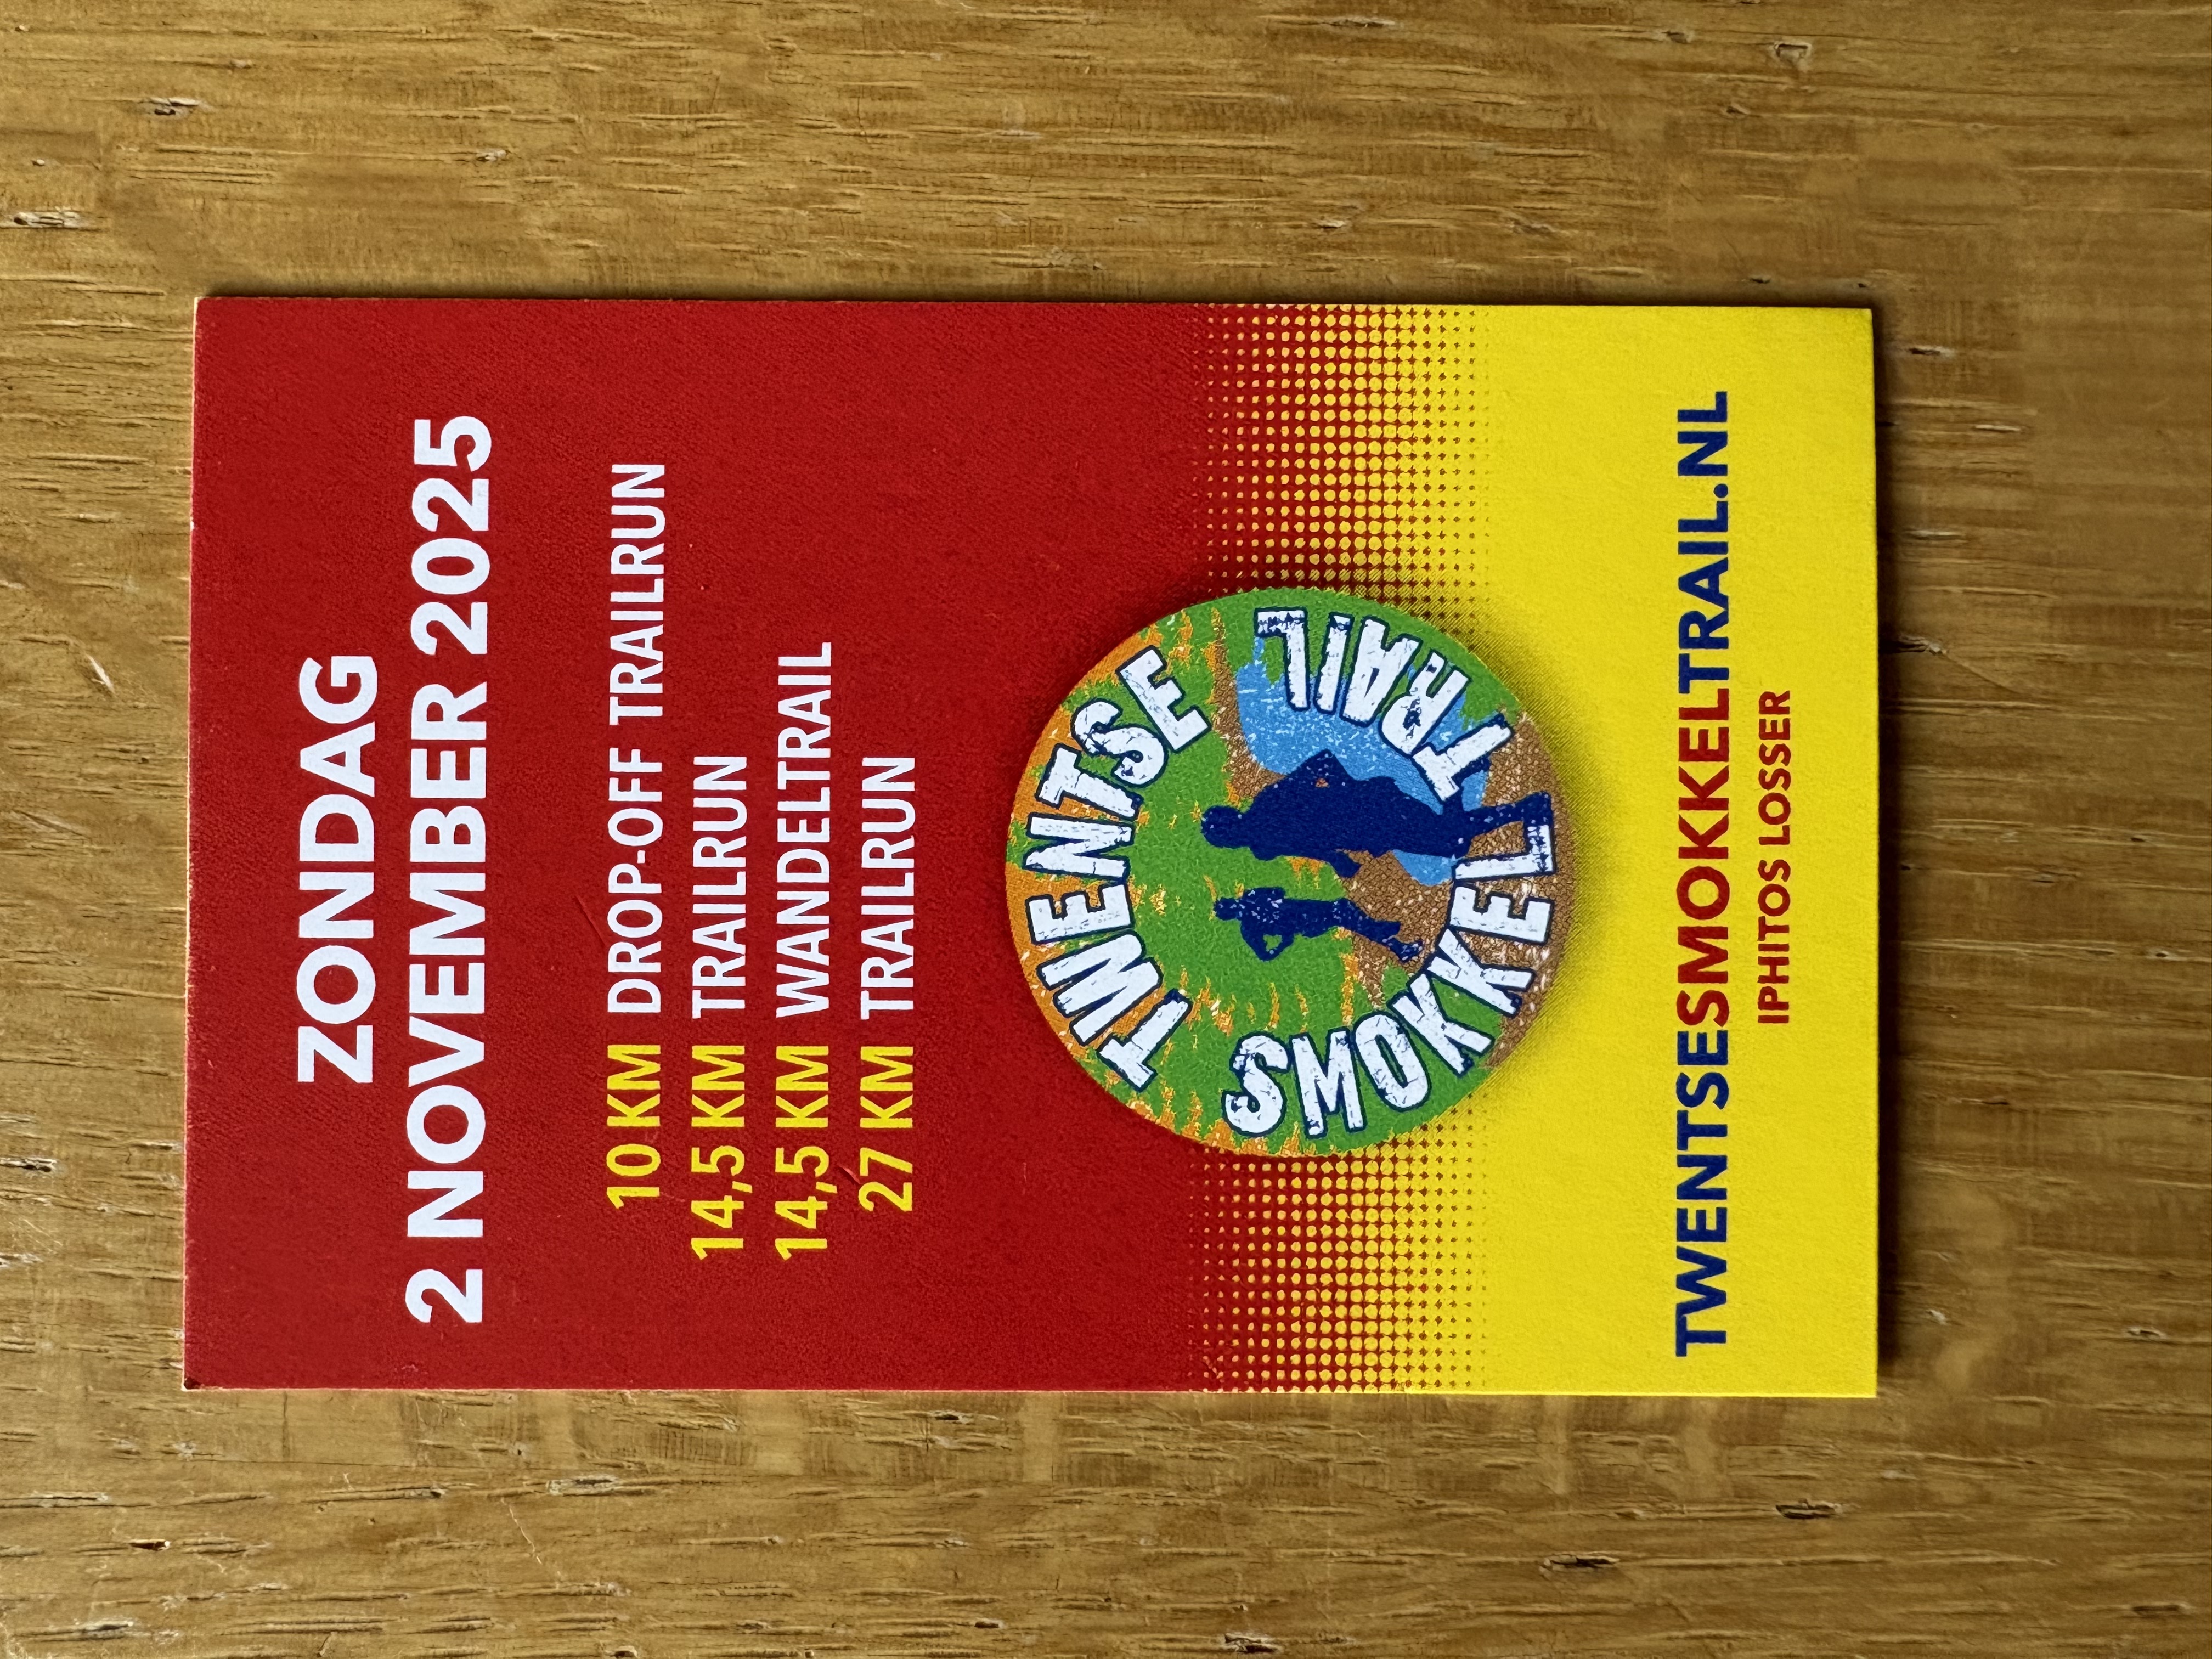 ZONDAG
2 NOVEMBER 2025
10 KM DROP-OFF TRAILRUN
14,5 KM TRAILRUN
14,5 KM WANDELTRAIL
27 KM TRAILRUN
TWENTSE
SMOKKEL
TRAIL
TWENTSESMOKKELTRAIL.NL
IPHITOS LOSSER